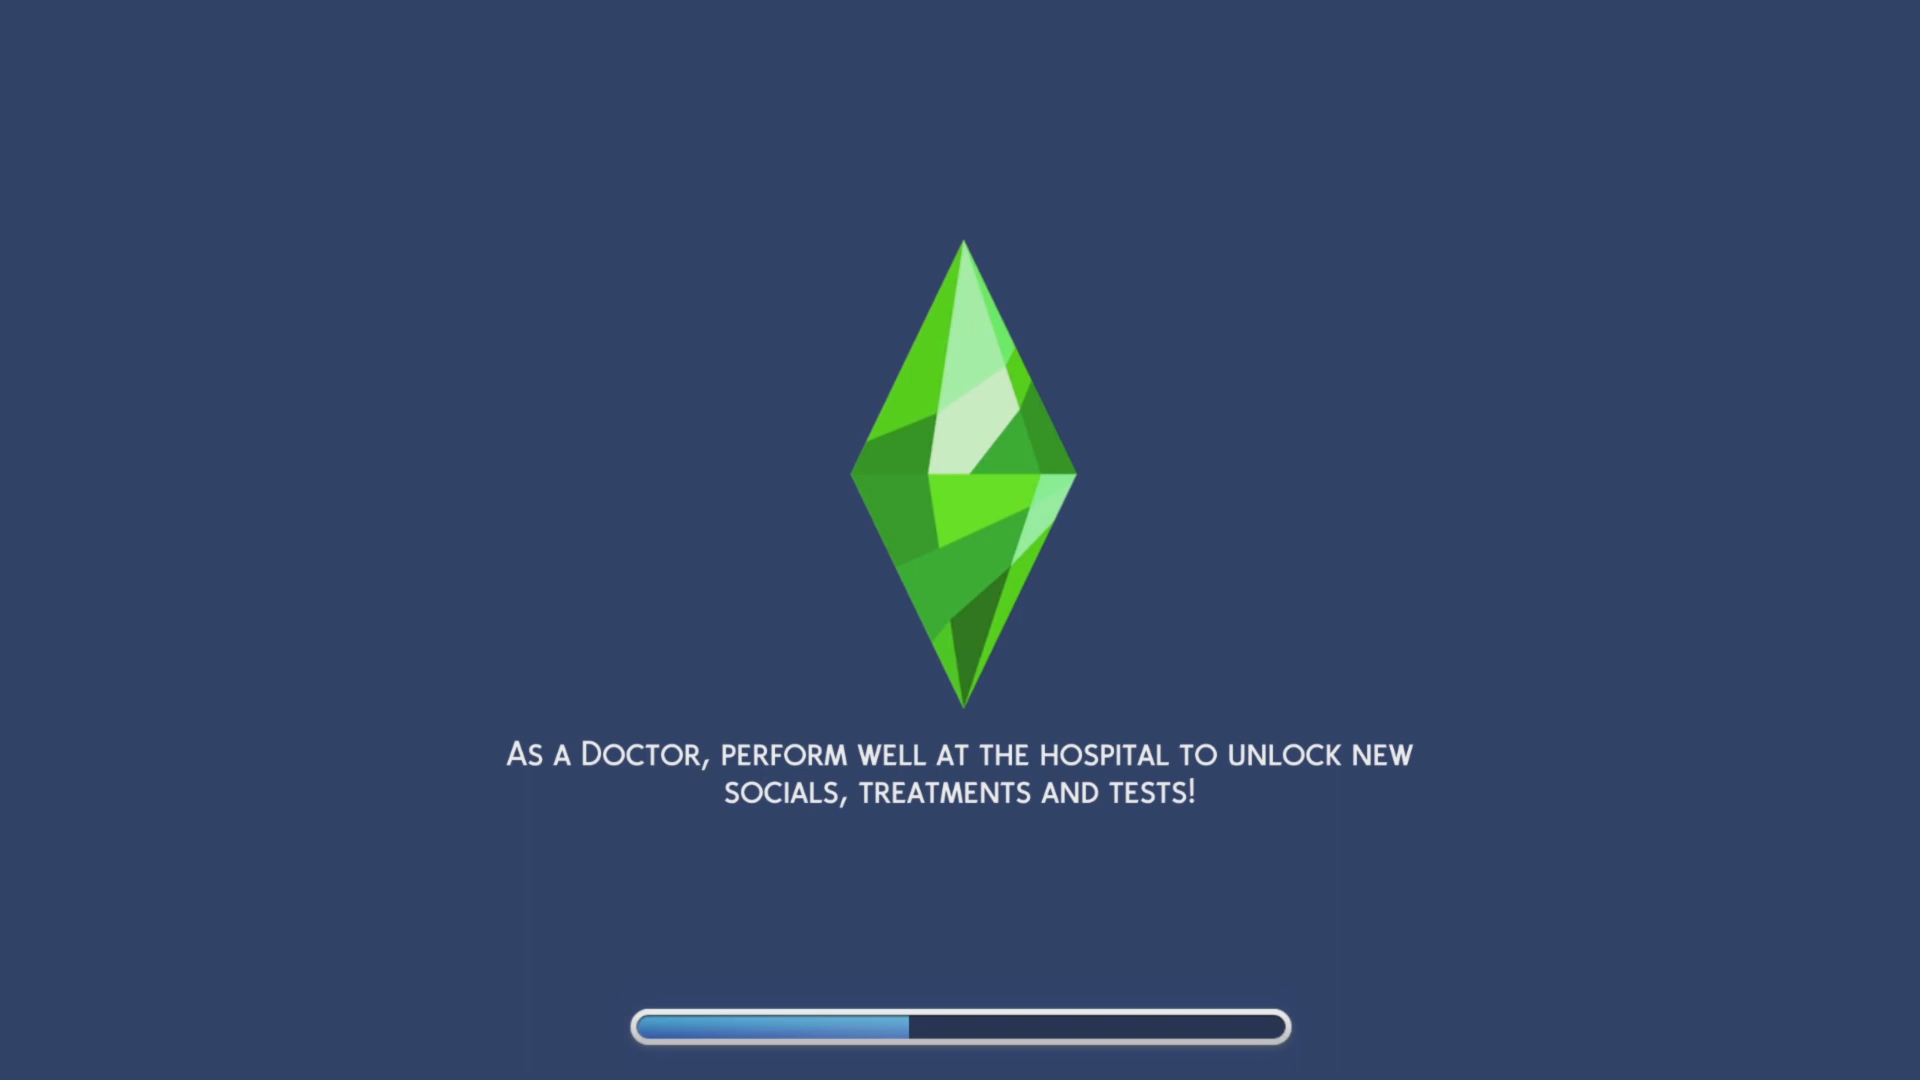 As a Doctor, perform well at the hospital to unlock new
socials, treatments and tests!